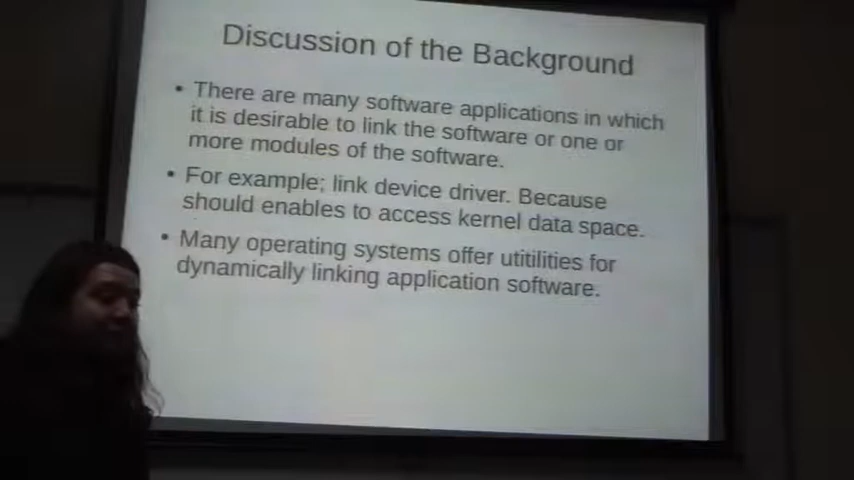 Discussion of the Background
• There are many software applications in which
it is desirable to link the software or one or
more modules of the software.
• For example; link device driver. Because
should enables to access kernel data space.
• Many operating systems offer utitilities for
dynamically linking application software.